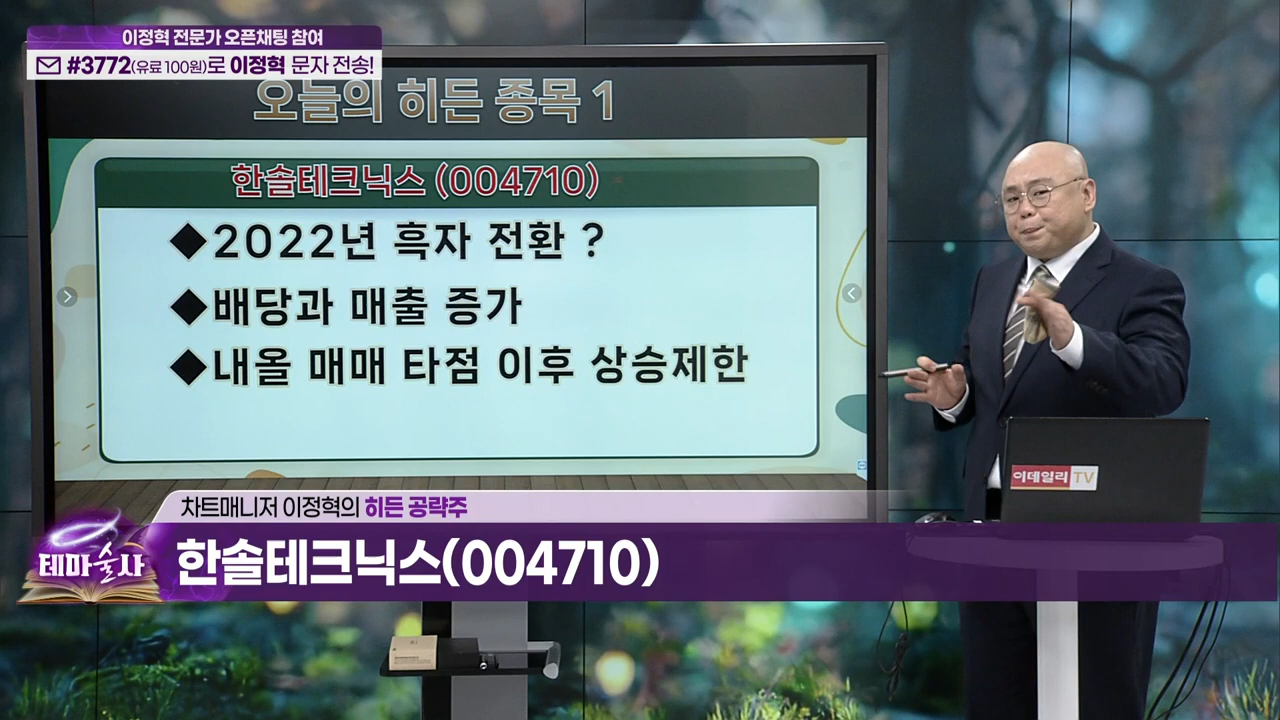 이정혁 전문가 오픈채팅 참여
#3772(유료 100원)로 이정혁 문자 전송!
오늘의 히든 종목 1
한솔테크닉스 (004710)
◆2022년 흑자 전환 ?
◆배당과 매출 증가
◆내올 매매 타점 이후 상승제한
이데일리 TV
차트매니저 이정혁의 히든 공략주
테마술사
한솔테크닉스(004710)